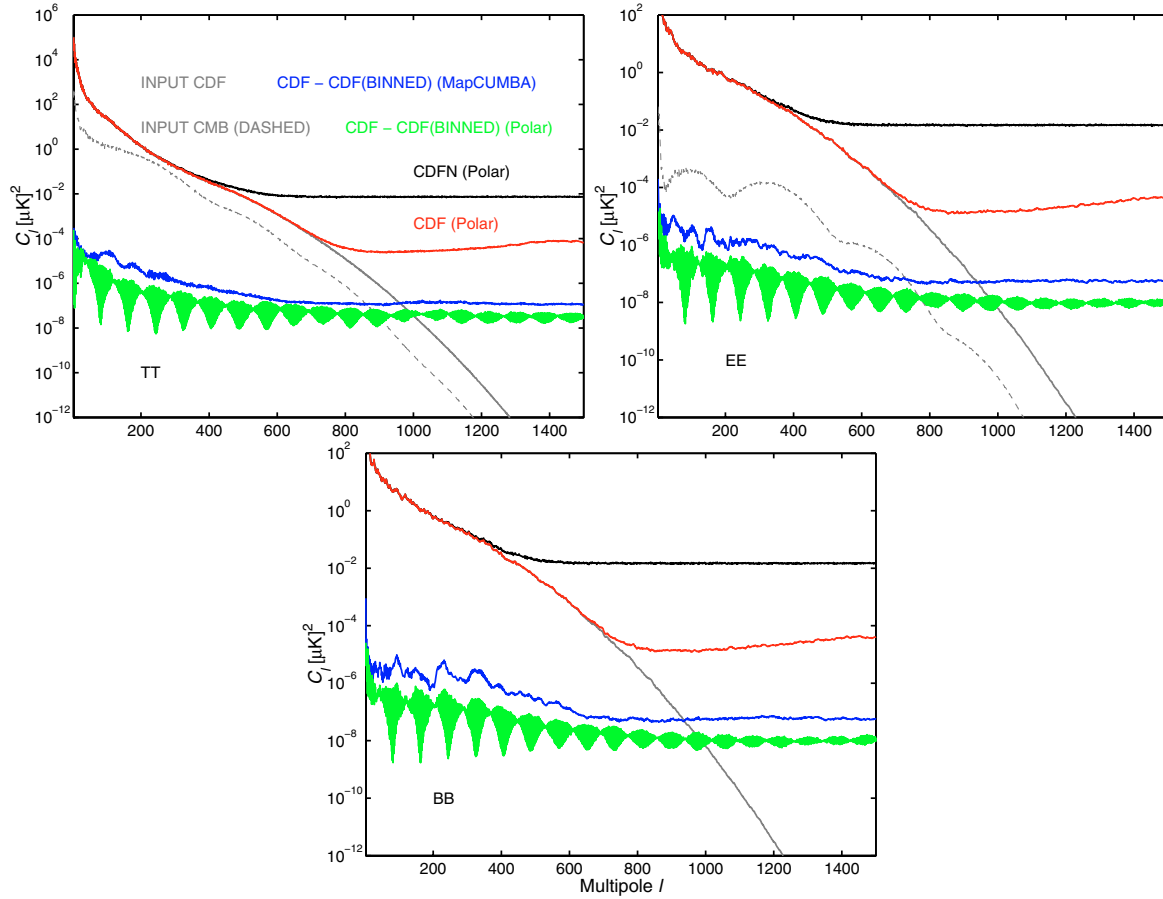 10^6
10^4
10^2
10^0
10^−2
10^−4
10^−6
10^−8
10^−10
10^−12
C_l [µK]^2
INPUT CDF
CDF − CDF(BINNED) (MapCUMBA)
INPUT CMB (DASHED)
CDF − CDF(BINNED) (Polar)
CDFN (Polar)
CDF (Polar)
TT
200 400 600 800 1000 1200 1400
10^2
10^0
10^−2
10^−4
10^−6
10^−8
10^−10
10^−12
C_l [µK]^2
EE
200 400 600 800 1000 1200 1400
10^2
10^0
10^−2
10^−4
10^−6
10^−8
10^−10
10^−12
C_l [µK]^2
BB
200 400 600 800 1000 1200 1400
Multipole l